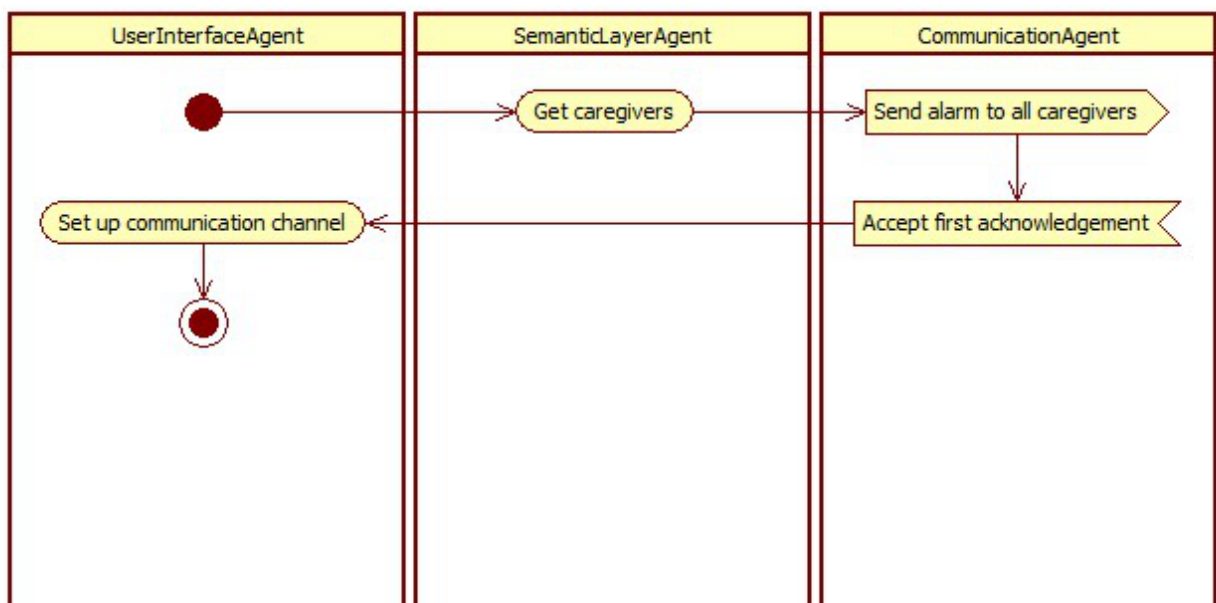 UserInterfaceAgent
SemanticLayerAgent
CommunicationAgent
Get caregivers
Send alarm to all caregivers
Set up communication channel
Accept first acknowledgement